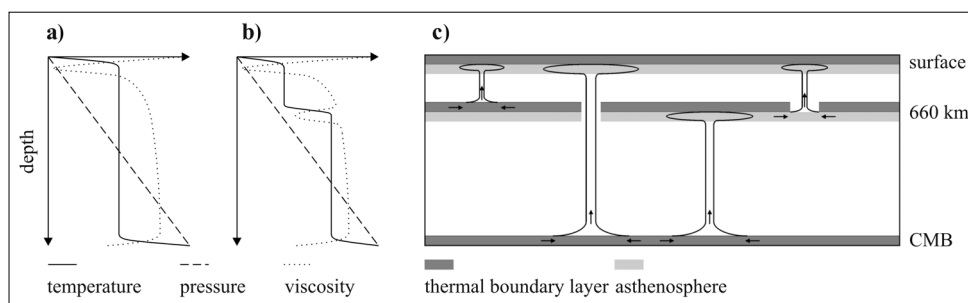 a)
b)
c)
depth
surface
660 km
CMB
temperature
pressure
viscosity
thermal boundary layer
asthenosphere